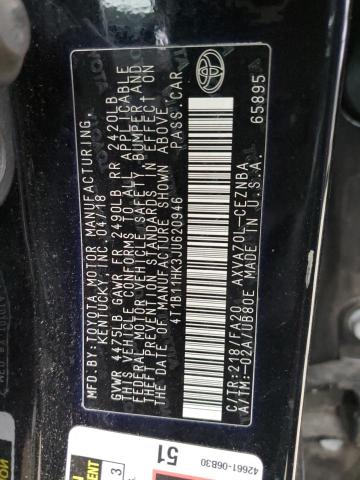 MFD.BY:TOYOTA MOTOR MANUFACTURING,
KENTUCKY, INC. 04/18
GVWR 4475LB GAWR FR 2490LB RR 2420LB
THIS VEHICLE CONFORMS TO ALL APPLICABLE
FEDERAL MOTOR VEHICLE SAFETY, BUMPER, AND
THEFT PREVENTION STANDARDS IN EFFECT ON
THE DATE OF MANUFACTURE SHOWN ABOVE.
4T1B11HK3JU620946 PASS.CAR
C/TR:218/FA20 AXVA70L-CEZNBA
A/TM:-02A/UB80E MADE IN U.S.A.
65895
51
42661-06B30
3